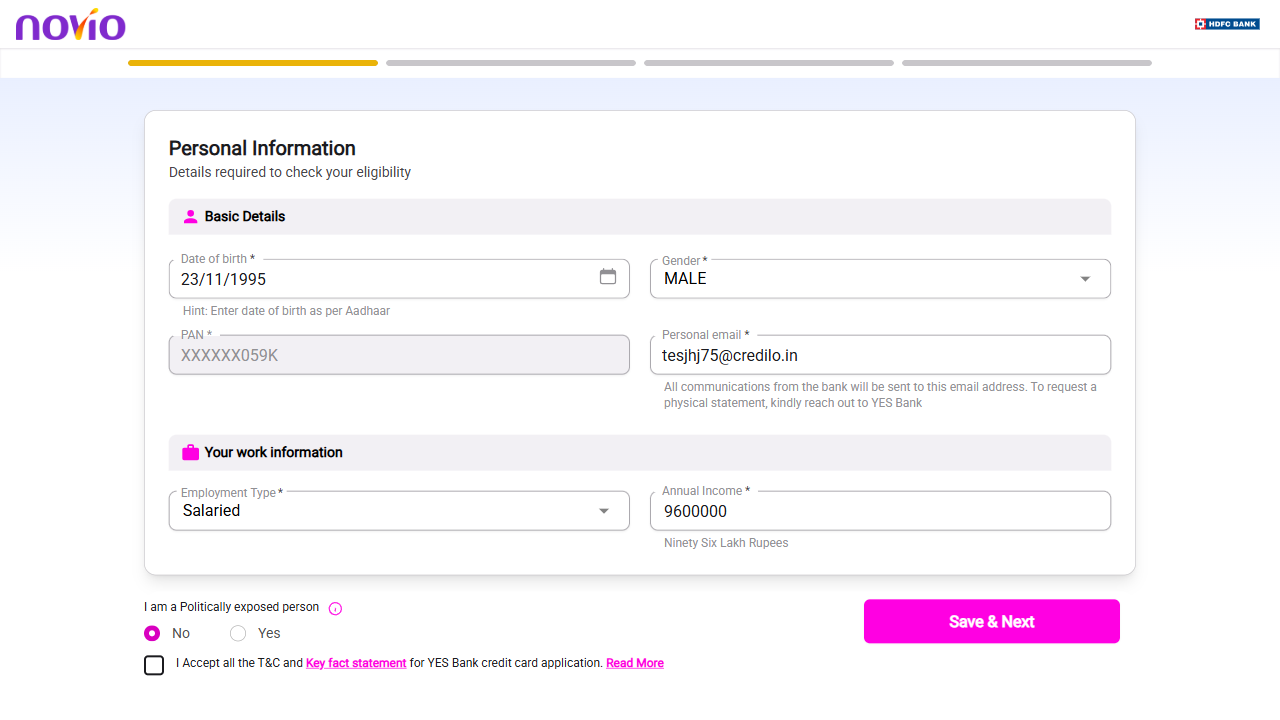 novio
HDFC BANK
Personal Information
Details required to check your eligibility
Basic Details
Date of birth *
23/11/1995
Hint: Enter date of birth as per Aadhaar
Gender *
MALE
PAN *
XXXXXX059K
Personal email *
tesjhj75@credilo.in
All communications from the bank will be sent to this email address. To request a
physical statement, kindly reach out to YES Bank
Your work information
Employment Type *
Salaried
Annual Income *
9600000
Ninety Six Lakh Rupees
I am a Politically exposed person
No
Yes
Save & Next
I Accept all the T&C and Key fact statement for YES Bank credit card application. Read More